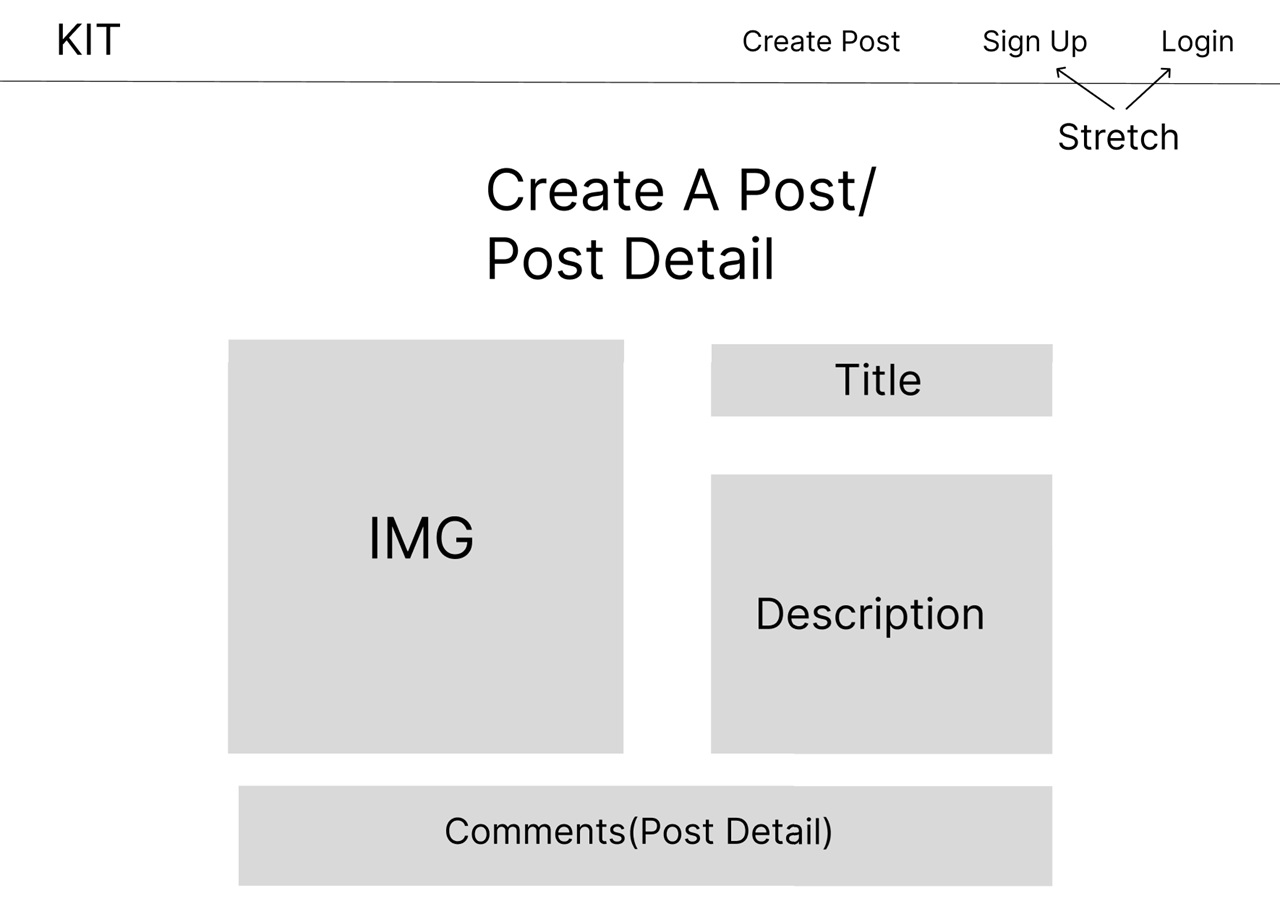 KIT
Create Post
Sign Up
Login
Stretch
Create A Post/
Post Detail
IMG
Title
Description
Comments(Post Detail)